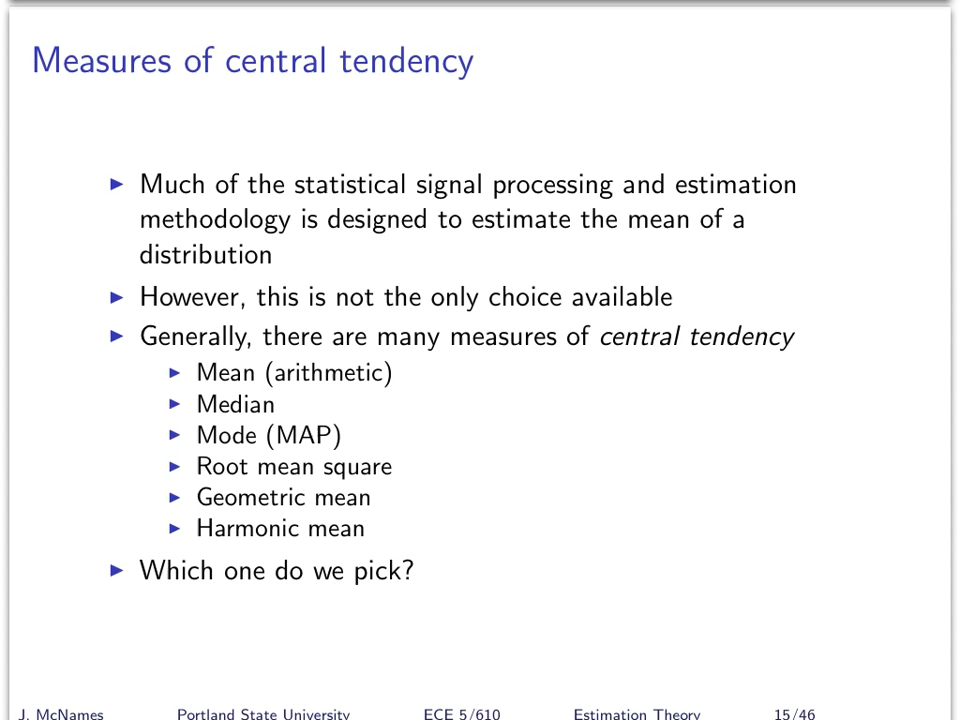 Measures of central tendency
▶ Much of the statistical signal processing and estimation
methodology is designed to estimate the mean of a
distribution
▶ However, this is not the only choice available
▶ Generally, there are many measures of central tendency
▶ Mean (arithmetic)
▶ Median
▶ Mode (MAP)
▶ Root mean square
▶ Geometric mean
▶ Harmonic mean
▶ Which one do we pick?
J. McNames Portland State University ECE 5/610 Estimation Theory 15/46